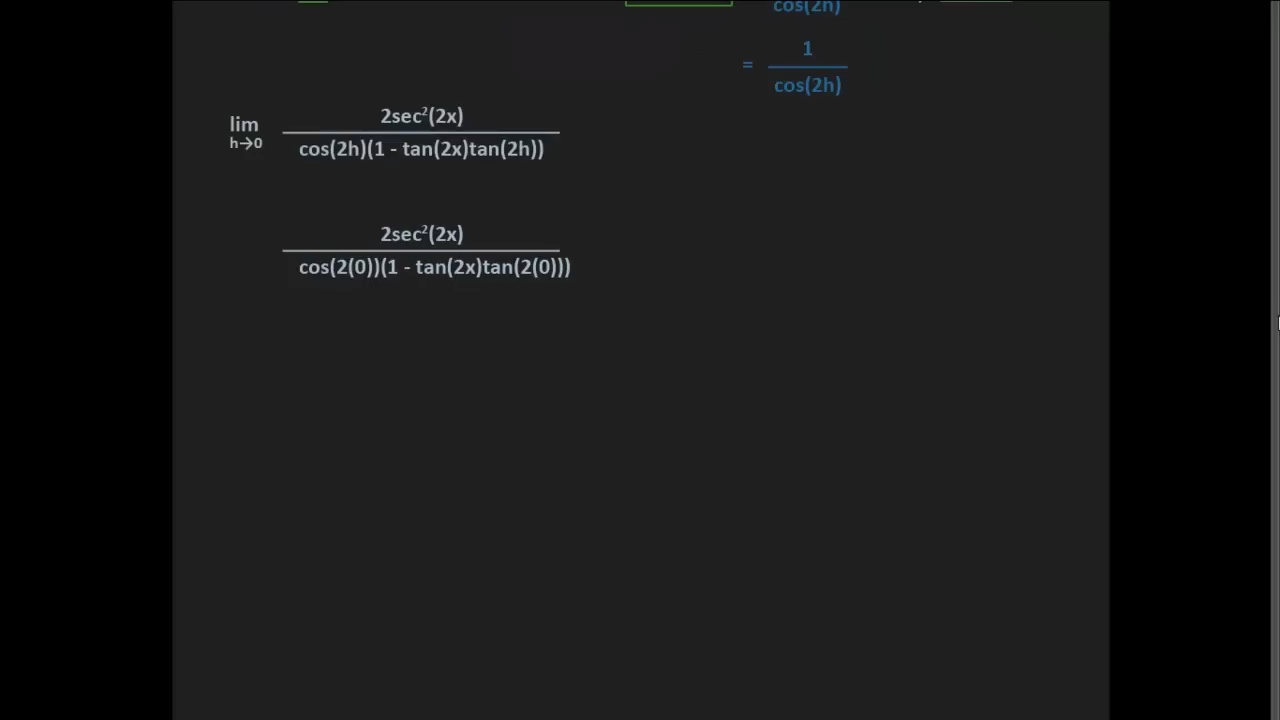 cos(2h)
1
=
cos(2h)
2sec²(2x)
lim
h→0
cos(2h)(1 - tan(2x)tan(2h))
2sec²(2x)
cos(2(0))(1 - tan(2x)tan(2(0)))